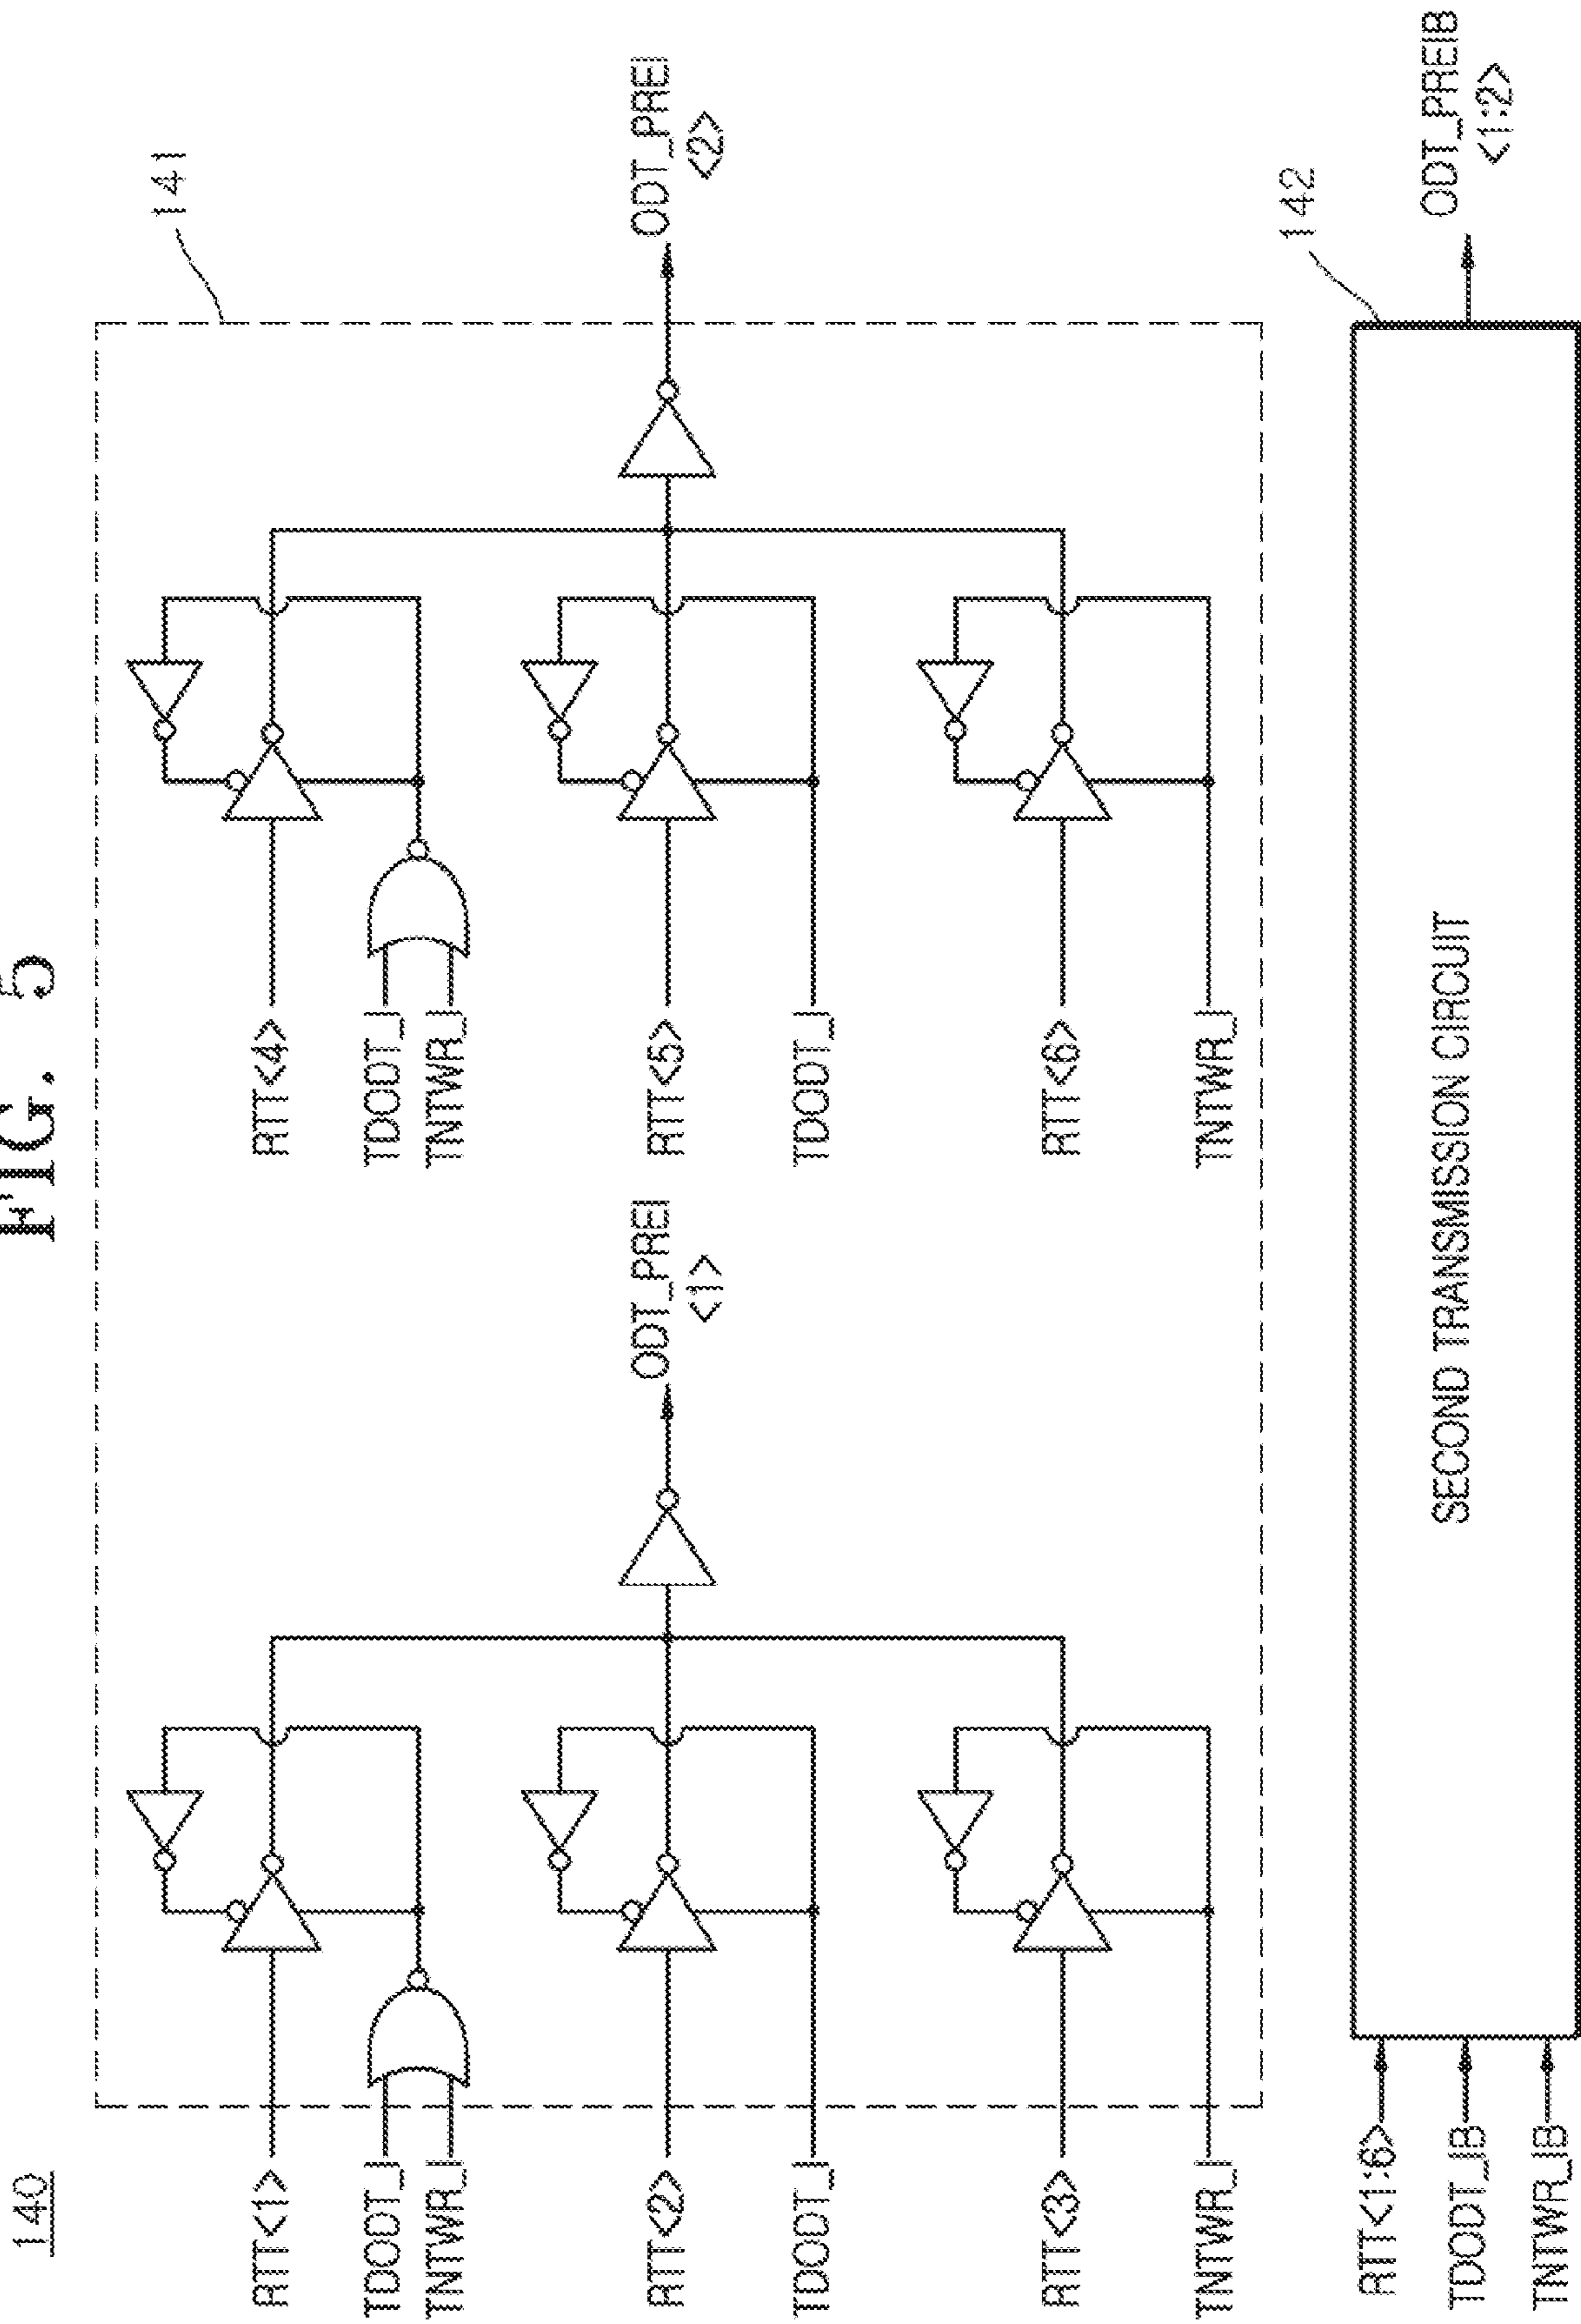 FIG. 5
140
141
RTT<1>
TDODT_I
TNTWR_I
RTT<2>
TDODT_I
RTT<3>
TNTWR_I
ODT_PREI
<1>
RTT<4>
TDODT_I
TNTWR_I
RTT<5>
TDODT_I
RTT<6>
TNTWR_I
ODT_PREI
<2>
142
RTT<1:6>
TDODT_IB
TNTWR_IB
SECOND TRANSMISSION CIRCUIT
ODT_PREIB
<1:2>